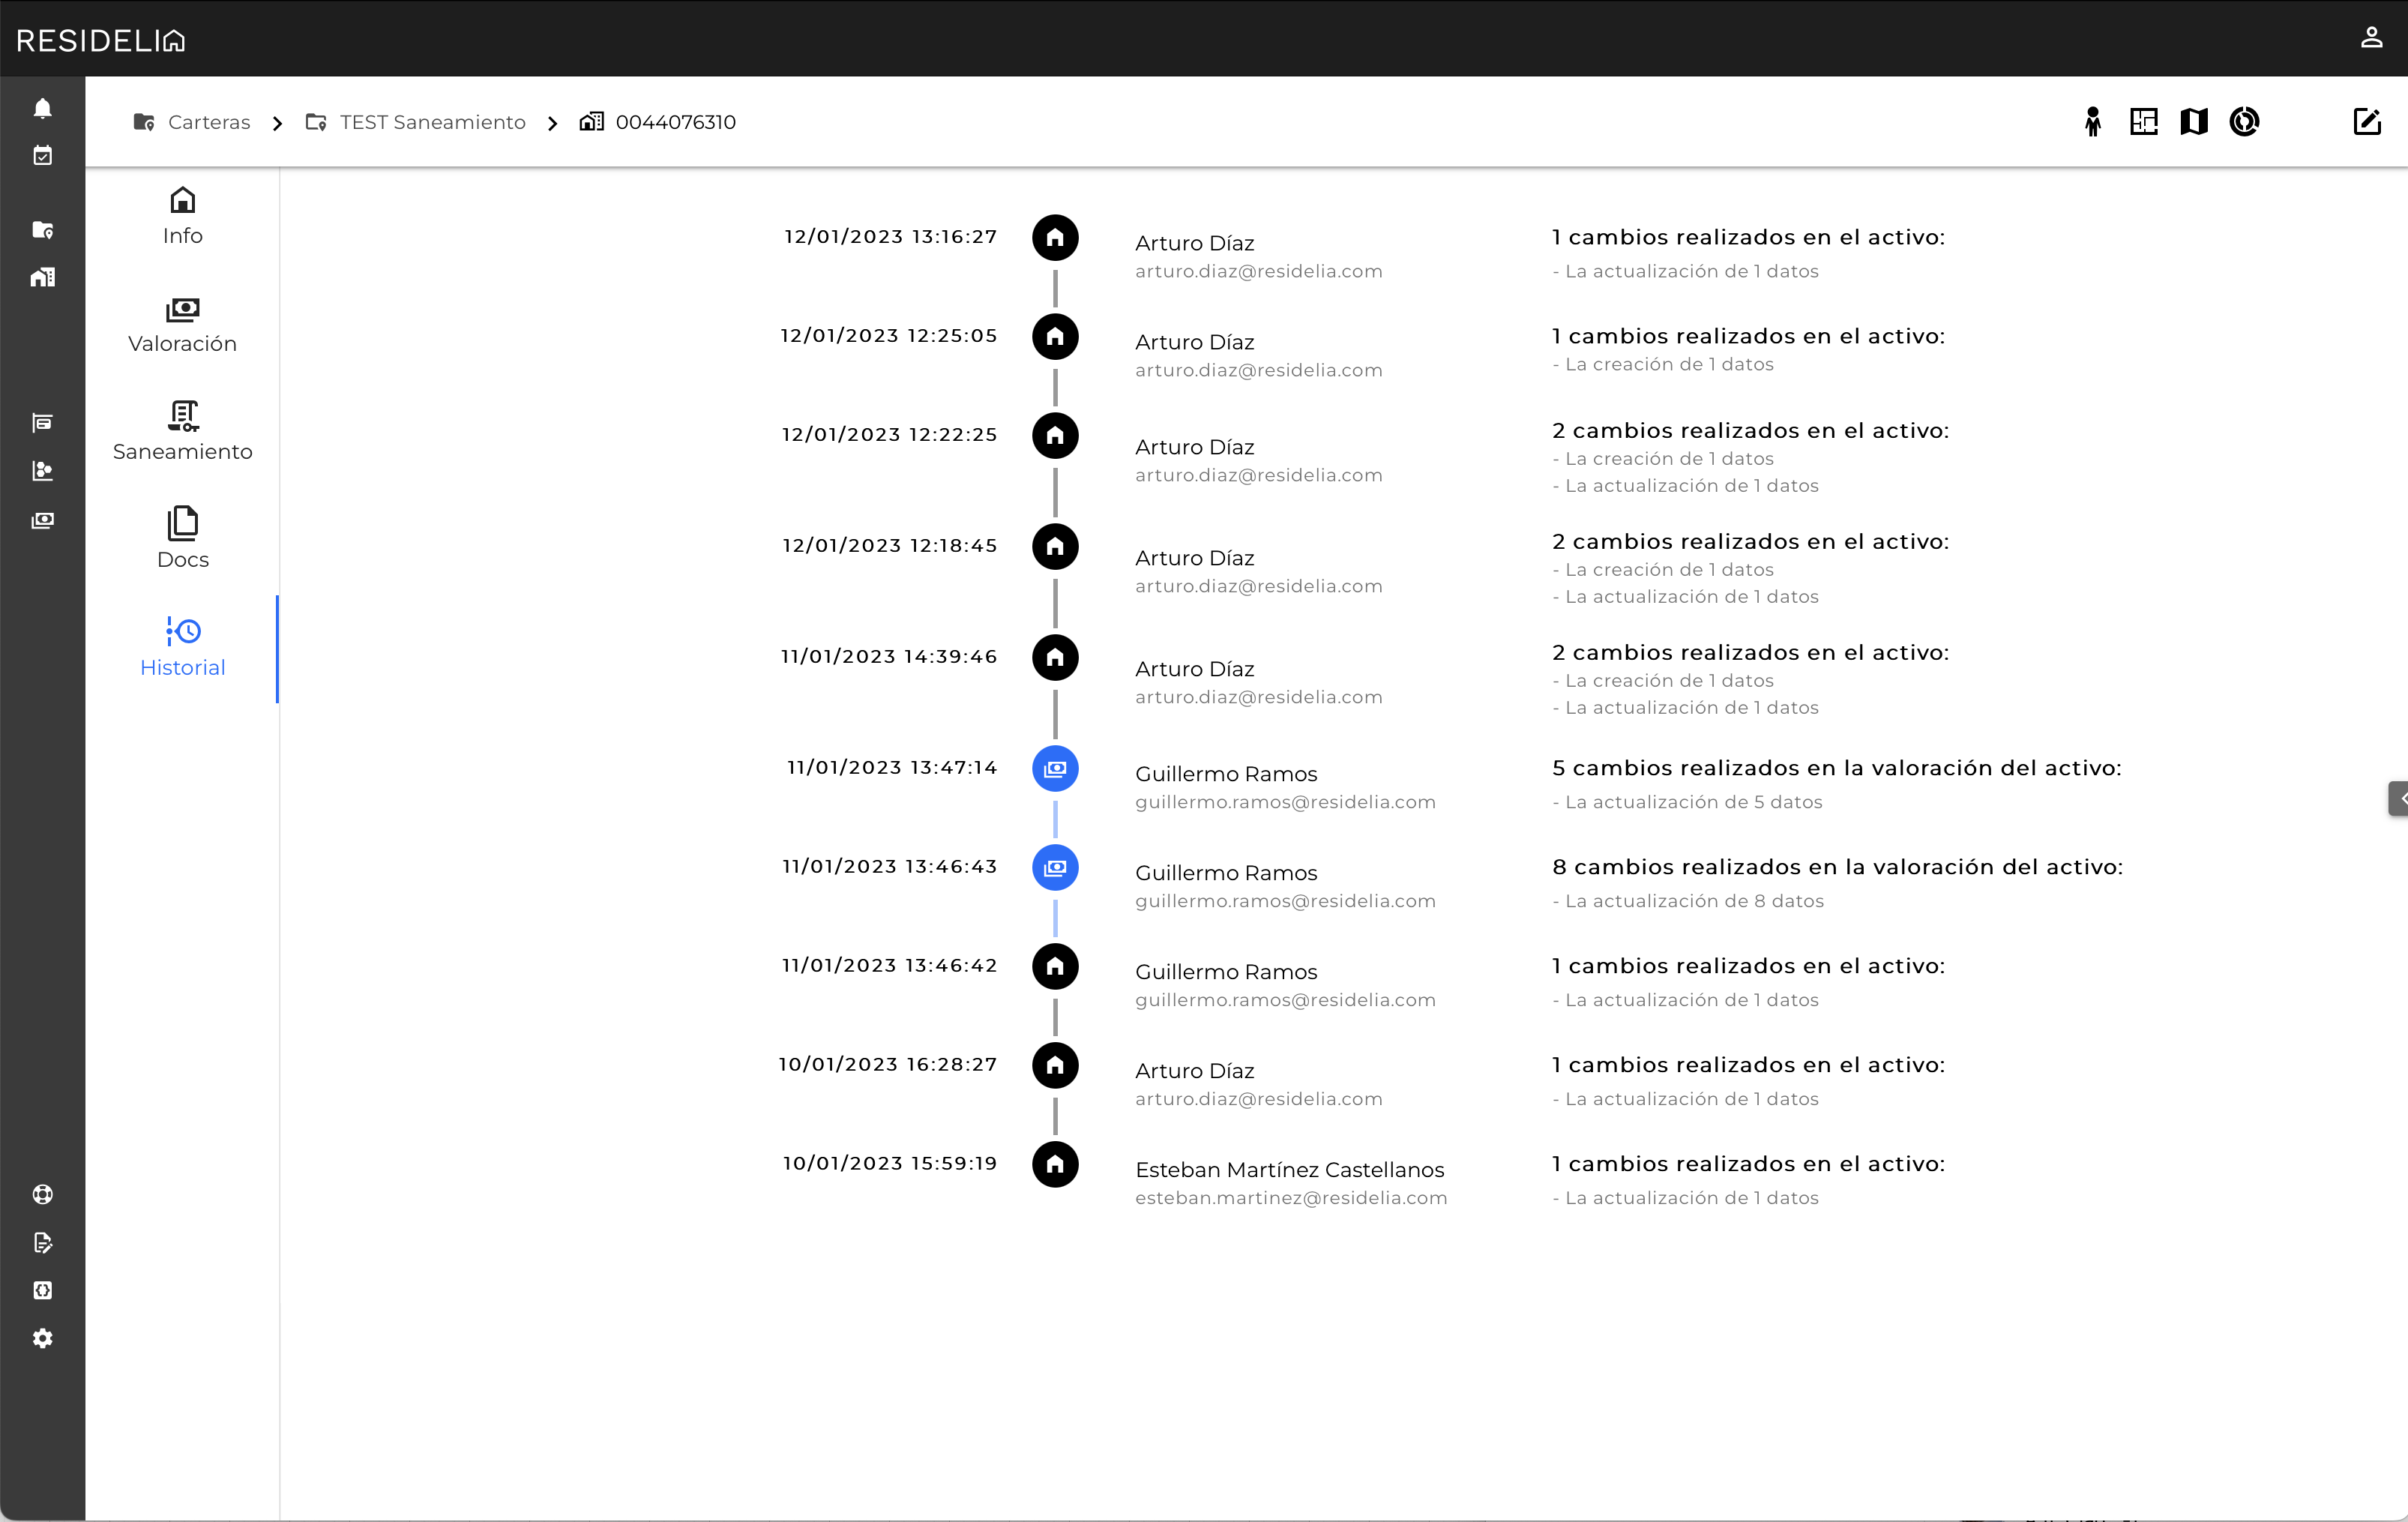 RESIDELIA
Carteras
TEST Saneamiento
0044076310
Info
Valoración
Saneamiento
Docs
Historial
12/01/2023 13:16:27
Arturo Díaz
arturo.diaz@residelia.com
1 cambios realizados en el activo:
- La actualización de 1 datos
12/01/2023 12:25:05
Arturo Díaz
arturo.diaz@residelia.com
1 cambios realizados en el activo:
- La creación de 1 datos
12/01/2023 12:22:25
Arturo Díaz
arturo.diaz@residelia.com
2 cambios realizados en el activo:
- La creación de 1 datos
- La actualización de 1 datos
12/01/2023 12:18:45
Arturo Díaz
arturo.diaz@residelia.com
2 cambios realizados en el activo:
- La creación de 1 datos
- La actualización de 1 datos
11/01/2023 14:39:46
Arturo Díaz
arturo.diaz@residelia.com
2 cambios realizados en el activo:
- La creación de 1 datos
- La actualización de 1 datos
11/01/2023 13:47:14
Guillermo Ramos
guillermo.ramos@residelia.com
5 cambios realizados en la valoración del activo:
- La actualización de 5 datos
11/01/2023 13:46:43
Guillermo Ramos
guillermo.ramos@residelia.com
8 cambios realizados en la valoración del activo:
- La actualización de 8 datos
11/01/2023 13:46:42
Guillermo Ramos
guillermo.ramos@residelia.com
1 cambios realizados en el activo:
- La actualización de 1 datos
10/01/2023 16:28:27
Arturo Díaz
arturo.diaz@residelia.com
1 cambios realizados en el activo:
- La actualización de 1 datos
10/01/2023 15:59:19
Esteban Martínez Castellanos
esteban.martinez@residelia.com
1 cambios realizados en el activo:
- La actualización de 1 datos